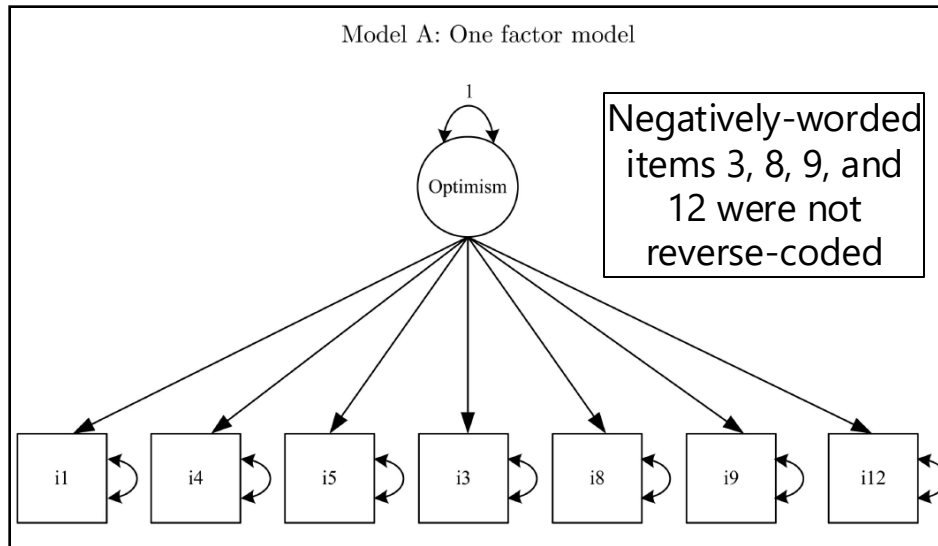 Model A: One factor model
1
Optimism
Negatively-worded
items 3, 8, 9, and
12 were not
reverse-coded
i1 i4 i5 i3 i8 i9 i12